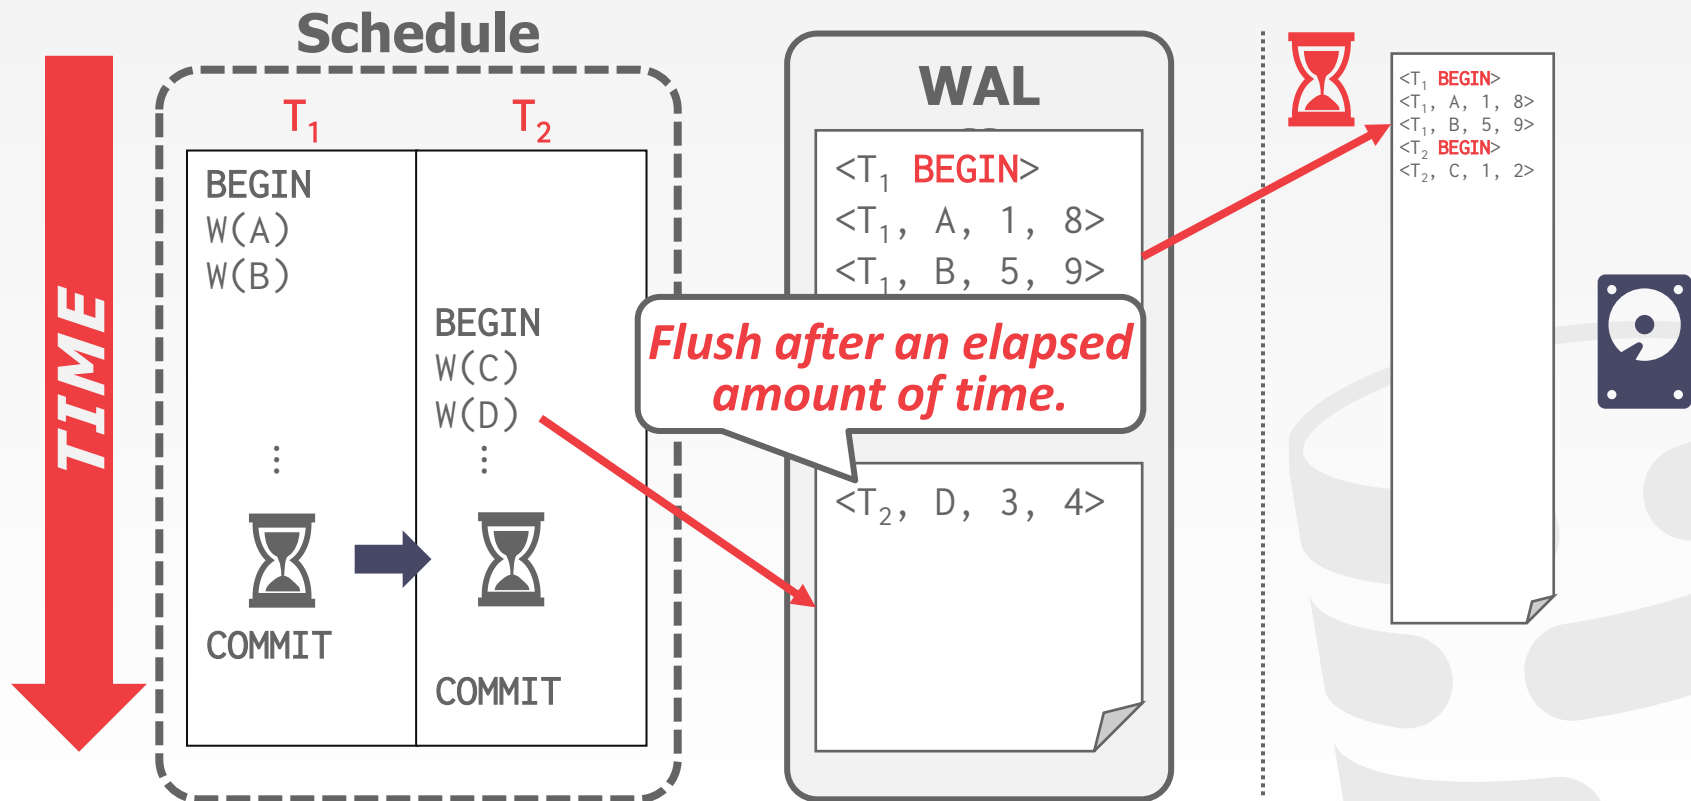 Schedule
TIME
T₁ T₂
BEGIN
W(A)
W(B)
⋮
COMMIT
BEGIN
W(C)
W(D)
⋮
COMMIT
WAL
<T₁ BEGIN>
<T₁, A, 1, 8>
<T₁, B, 5, 9>
Flush after an elapsed
amount of time.
<T₂, D, 3, 4>
<T₁ BEGIN>
<T₁, A, 1, 8>
<T₁, B, 5, 9>
<T₂ BEGIN>
<T₂, C, 1, 2>